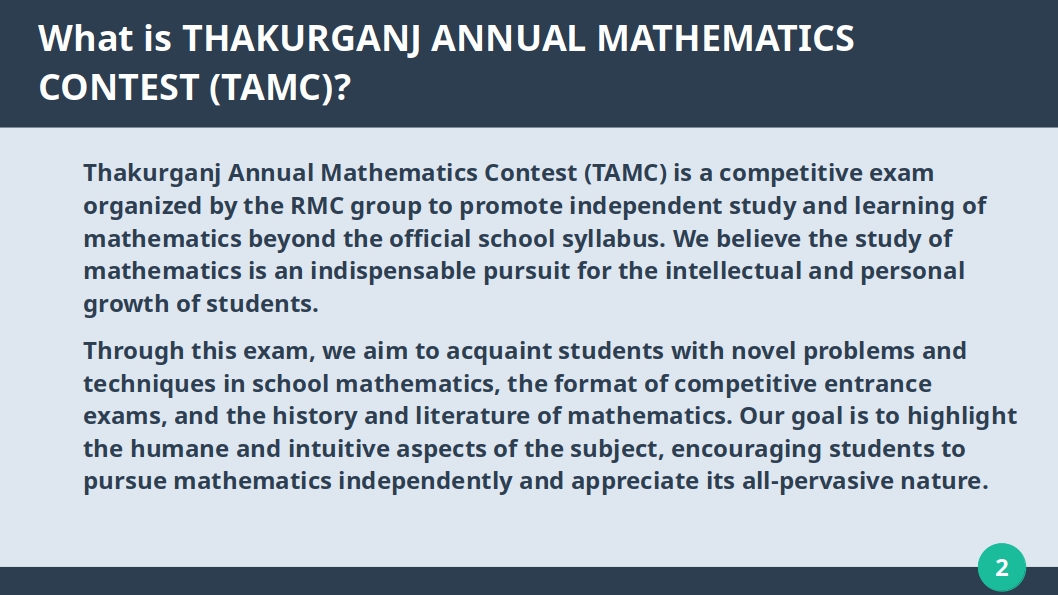 What is THAKURGANJ ANNUAL MATHEMATICS
CONTEST (TAMC)?
Thakurganj Annual Mathematics Contest (TAMC) is a competitive exam
organized by the RMC group to promote independent study and learning of
mathematics beyond the official school syllabus. We believe the study of
mathematics is an indispensable pursuit for the intellectual and personal
growth of students.
Through this exam, we aim to acquaint students with novel problems and
techniques in school mathematics, the format of competitive entrance
exams, and the history and literature of mathematics. Our goal is to highlight
the humane and intuitive aspects of the subject, encouraging students to
pursue mathematics independently and appreciate its all-pervasive nature.
2